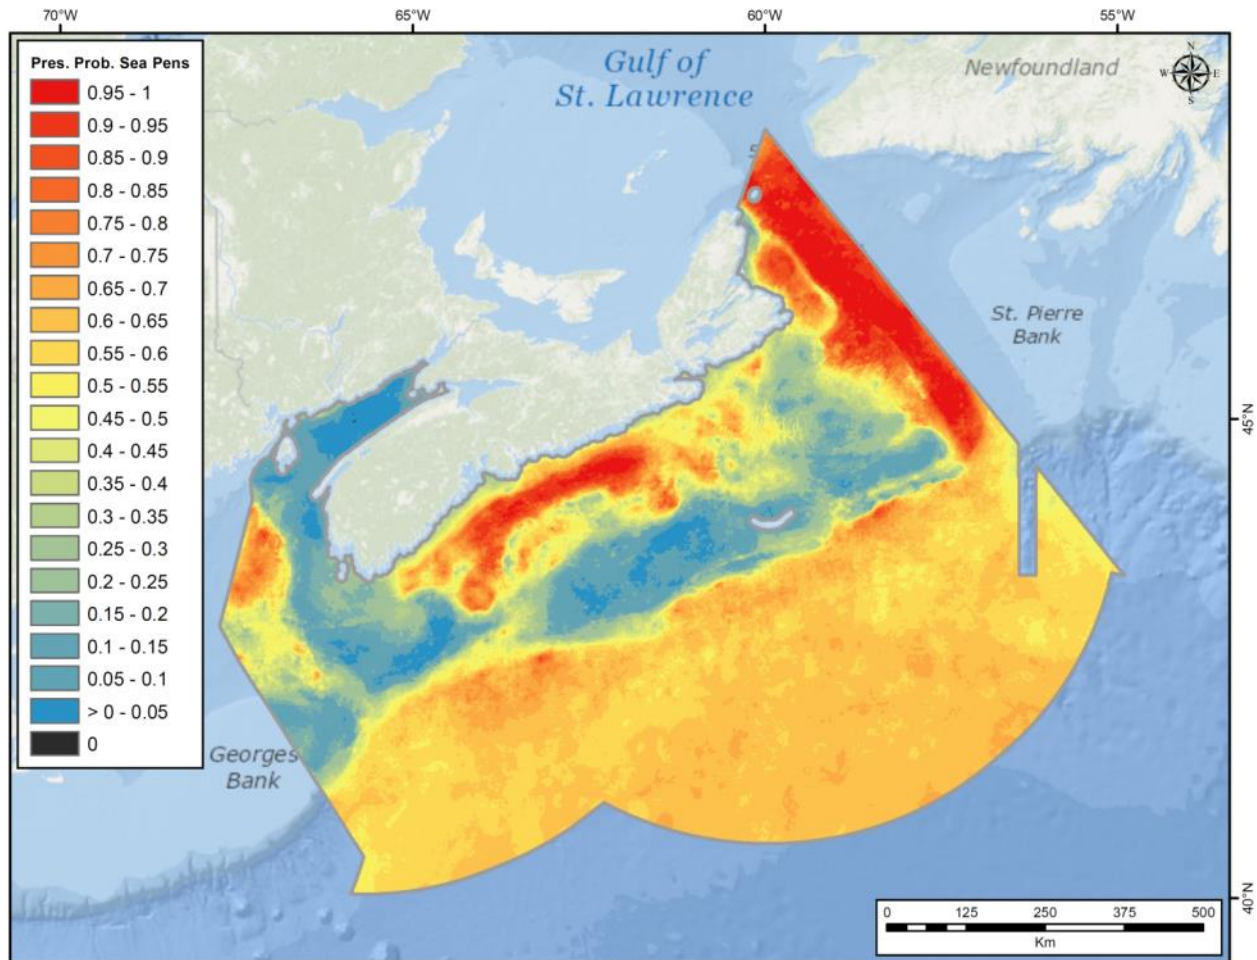 70°W
65°W
60°W
55°W
Pres. Prob. Sea Pens
0.95 - 1
0.9 - 0.95
0.85 - 0.9
0.8 - 0.85
0.75 - 0.8
0.7 - 0.75
0.65 - 0.7
0.6 - 0.65
0.55 - 0.6
0.5 - 0.55
0.45 - 0.5
0.4 - 0.45
0.35 - 0.4
0.3 - 0.35
0.25 - 0.3
0.2 - 0.25
0.15 - 0.2
0.1 - 0.15
0.05 - 0.1
> 0 - 0.05
0
Gulf of
St. Lawrence
Newfoundland
N
W
E
S
St. Pierre
Bank
45°N
Georges
Bank
40°N
0
125
250
375
500
Km